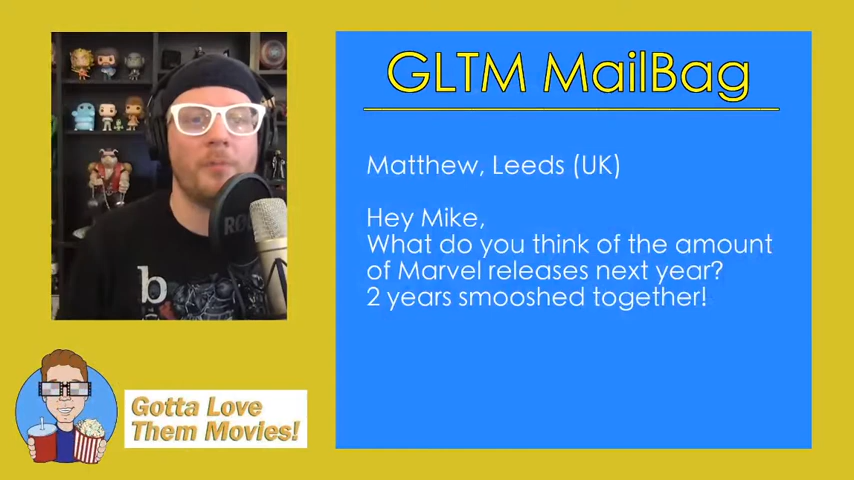 GLTM MailBag
Matthew, Leeds (UK)
Hey Mike,
What do you think of the amount
of Marvel releases next year?
2 years smooshed together!
Gotta Love
Them Movies!